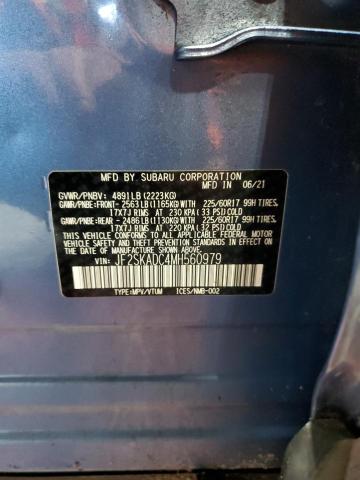 MFD BY SUBARU CORPORATION
MFD IN 06/21
GVWR/PNBV: 4891LB (2223KG)
GAWR/PNBE: FRONT- 2563LB(1165KG)WITH 225/60R17 99H TIRES,
17X7J RIMS AT 230 KPA (33 PSI)COLD
GAWR/PNBE: REAR -2486LB(1130KG)WITH 225/60R17 99H TIRES,
17X7J RIMS AT 220 KPA (32 PSI)COLD
THIS VEHICLE CONFORMS TO ALL APPLICABLE FEDERAL MOTOR
VEHICLE SAFETY, BUMPER, AND THEFT PREVENTION STANDARDS
IN EFFECT ON THE DATE OF MANUFACTURE SHOWN ABOVE.
VIN: JF2SKADC4MH560979
TYPE:MPV/VTUM ICES/NMB-002